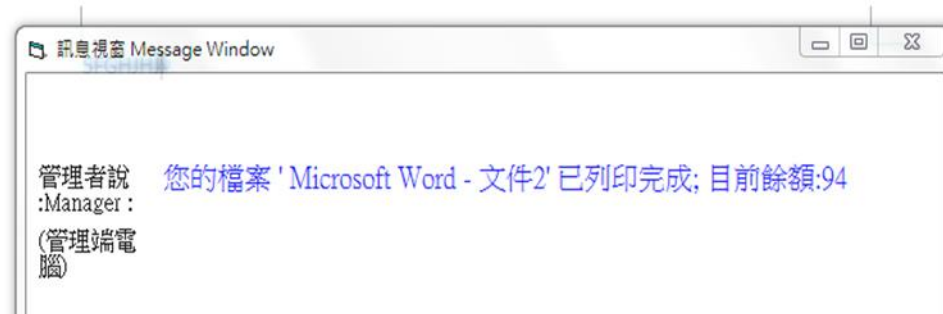 訊息視窗 Message Window
管理者說 您的檔案 ' Microsoft Word - 文件2' 已列印完成; 目前餘額:94
:Manager :
(管理端電
腦)